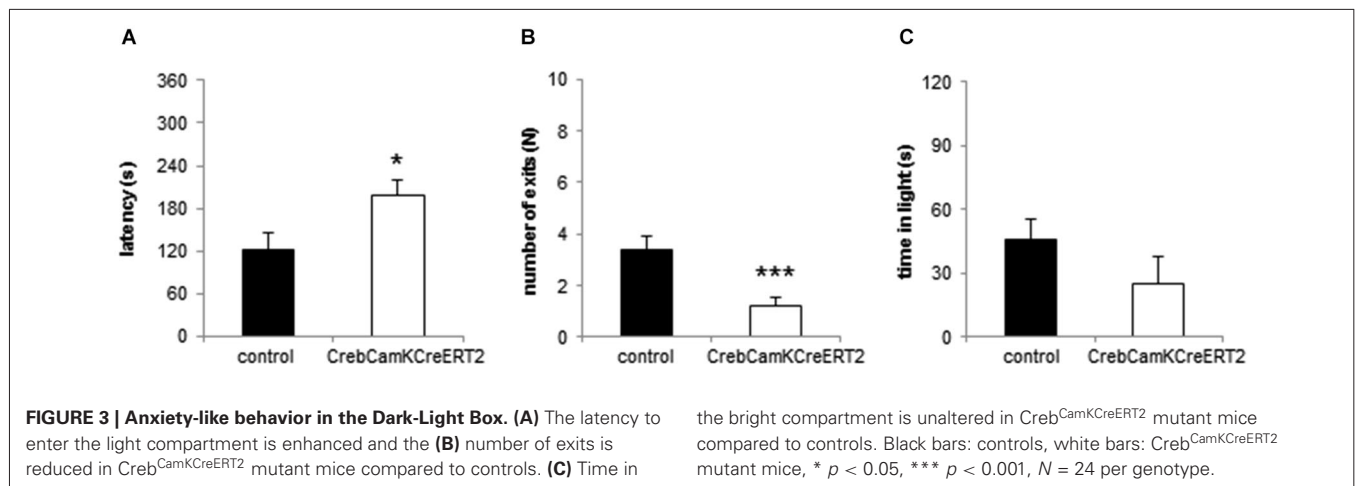 A
B
C
360
300
240
180
120
60
0
latency (s)
*
control
CrebCamKCreERT2
10
8
6
4
2
0
number of exits (N)
***
control
CrebCamKCreERT2
120
90
60
30
0
time in light (s)
control
CrebCamKCreERT2
FIGURE 3 | Anxiety-like behavior in the Dark-Light Box. (A) The latency to
enter the light compartment is enhanced and the (B) number of exits is
reduced in CrebCamKCreERT2 mutant mice compared to controls. (C) Time in
the bright compartment is unaltered in CrebCamKCreERT2 mutant mice
compared to controls. Black bars: controls, white bars: CrebCamKCreERT2
mutant mice, * p < 0.05, *** p < 0.001, N = 24 per genotype.